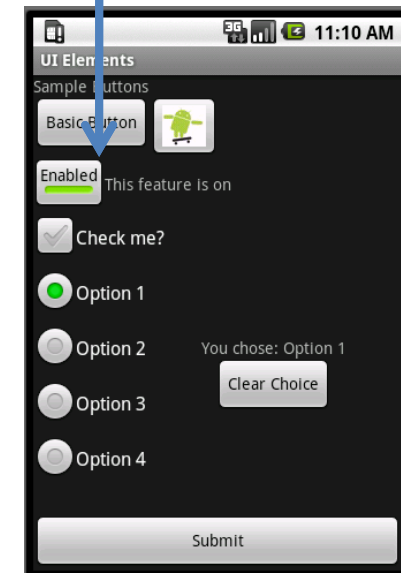 3G 11:10 AM
UI Elements
Sample Buttons
Basic Button
Enabled This feature is on
Check me?
Option 1
Option 2 You chose: Option 1
Clear Choice
Option 3
Option 4
Submit